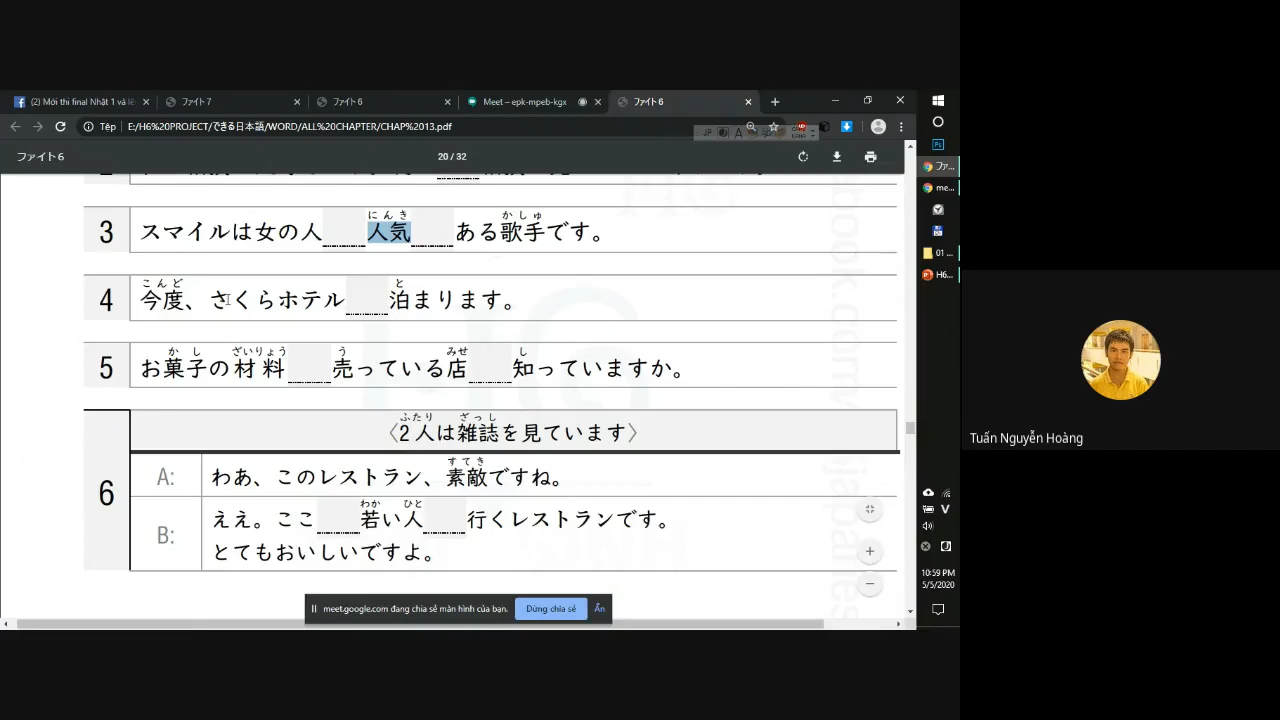 (2) Mới thi final Nhật 1 và lê
ファイト7
ファイト6
Meet – epk-mpeb-kgx
ファイト6
Tệp
E:/H6%20PROJECT/できる日本語/WORD/ALL%20CHAPTER/CHAP%2013.pdf
ファイト6
20 / 32
にんき かしゅ
3 スマイルは女の人 人気 ある歌手です。
こんど と
4 今度、さくらホテル 泊まります。
かし ざいりょう う みせ し
5 お菓子の材料 売っている店 知っていますか。
ふたり ざっし
〈2人は雑誌を見ています〉
すてき
6 A: わあ、このレストラン、素敵ですね。
わか ひと
B: ええ。ここ 若い人 行くレストランです。
とてもおいしいですよ。
meet.google.com đang chia sẻ màn hình của bạn.
Dừng chia sẻ
Ẩn
ファ...
me...
01 ...
H6...
10:59 PM
5/5/2020
Tuấn Nguyễn Hoàng